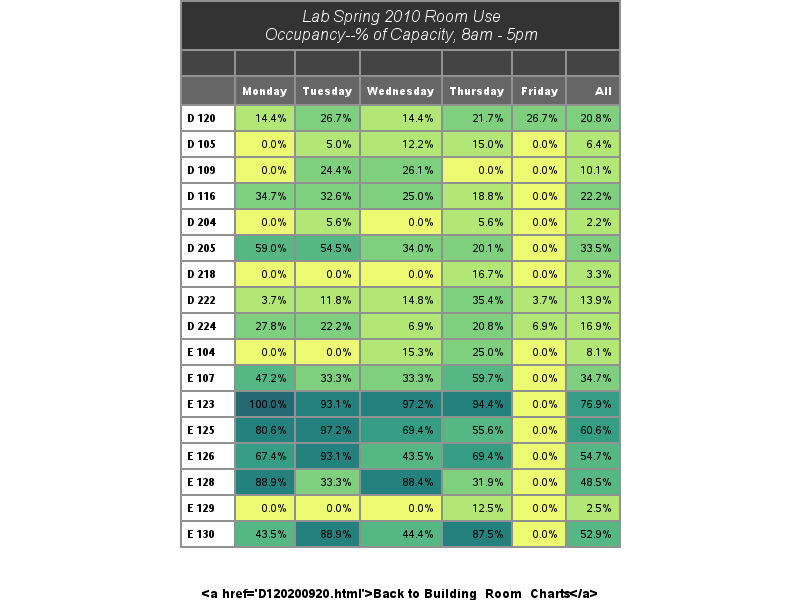 Lab Spring 2010 Room Use
Occupancy--% of Capacity, 8am - 5pm
Monday Tuesday Wednesday Thursday Friday All
D 120 14.4% 26.7% 14.4% 21.7% 26.7% 20.8%
D 105 0.0% 5.0% 12.2% 15.0% 0.0% 6.4%
D 109 0.0% 24.4% 26.1% 0.0% 0.0% 10.1%
D 116 34.7% 32.6% 25.0% 18.8% 0.0% 22.2%
D 204 0.0% 5.6% 0.0% 5.6% 0.0% 2.2%
D 205 59.0% 54.5% 34.0% 20.1% 0.0% 33.5%
D 218 0.0% 0.0% 0.0% 16.7% 0.0% 3.3%
D 222 3.7% 11.8% 14.8% 35.4% 3.7% 13.9%
D 224 27.8% 22.2% 6.9% 20.8% 6.9% 16.9%
E 104 0.0% 0.0% 15.3% 25.0% 0.0% 8.1%
E 107 47.2% 33.3% 33.3% 59.7% 0.0% 34.7%
E 123 100.0% 93.1% 97.2% 94.4% 0.0% 76.9%
E 125 80.6% 97.2% 69.4% 55.6% 0.0% 60.6%
E 126 67.4% 93.1% 43.5% 69.4% 0.0% 54.7%
E 128 88.9% 33.3% 88.4% 31.9% 0.0% 48.5%
E 129 0.0% 0.0% 0.0% 12.5% 0.0% 2.5%
E 130 43.5% 88.9% 44.4% 87.5% 0.0% 52.9%
<a href='D120200920.html'>Back to Building_Room_Charts</a>